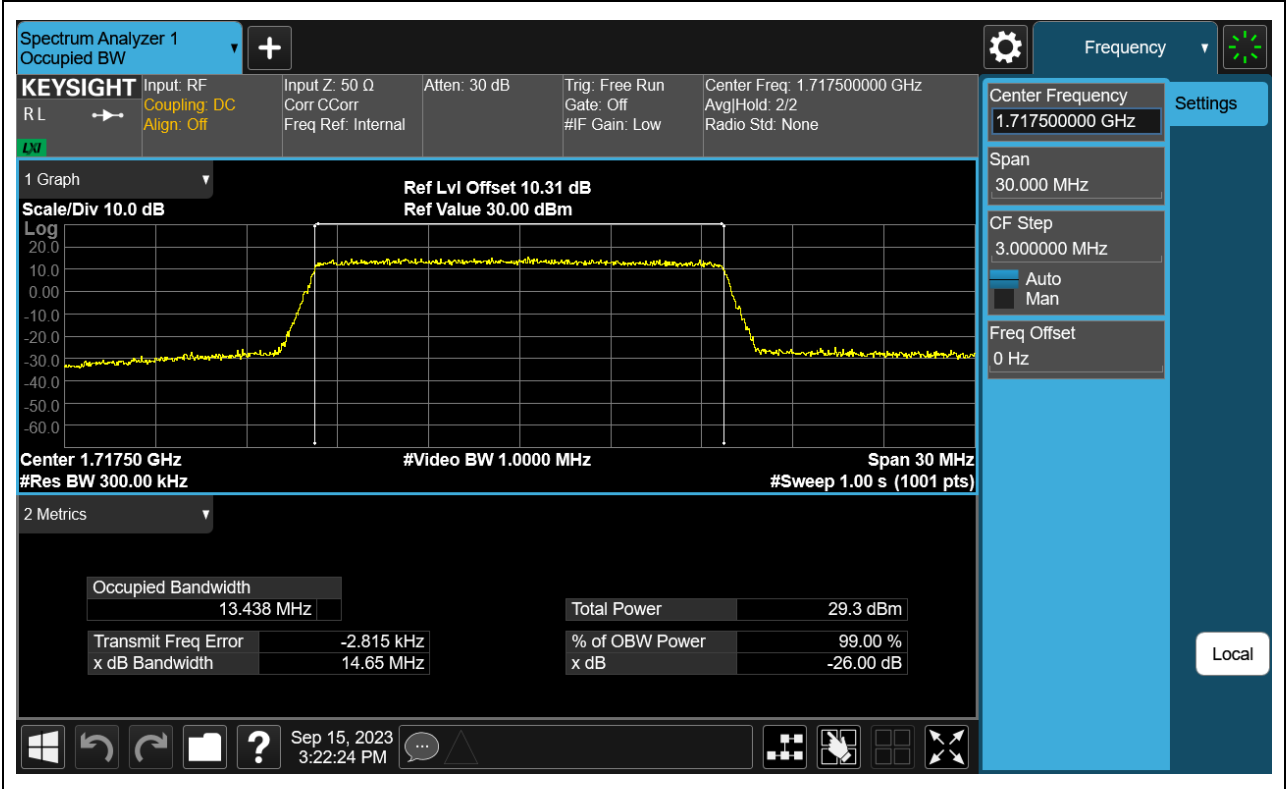 Spectrum Analyzer 1
Occupied BW
+
Frequency
KEYSIGHT
R L
LXI
Input: RF
Coupling: DC
Align: Off
Input Z: 50 Ω
Corr CCorr
Freq Ref: Internal
Atten: 30 dB
Trig: Free Run
Gate: Off
#IF Gain: Low
Center Freq: 1.717500000 GHz
Avg|Hold: 2/2
Radio Std: None
Center Frequency
1.717500000 GHz
Settings
Span
30.000 MHz
CF Step
3.000000 MHz
Auto
Man
Freq Offset
0 Hz
Local
1 Graph
Ref Lvl Offset 10.31 dB
Scale/Div 10.0 dB
Ref Value 30.00 dBm
Log
20.0
10.0
0.00
-10.0
-20.0
-30.0
-40.0
-50.0
-60.0
Center 1.71750 GHz
#Video BW 1.0000 MHz
Span 30 MHz
#Res BW 300.00 kHz
#Sweep 1.00 s (1001 pts)
2 Metrics
Occupied Bandwidth
13.438 MHz
Total Power 29.3 dBm
Transmit Freq Error -2.815 kHz
% of OBW Power 99.00 %
x dB Bandwidth 14.65 MHz
x dB -26.00 dB
?
Sep 15, 2023
3:22:24 PM